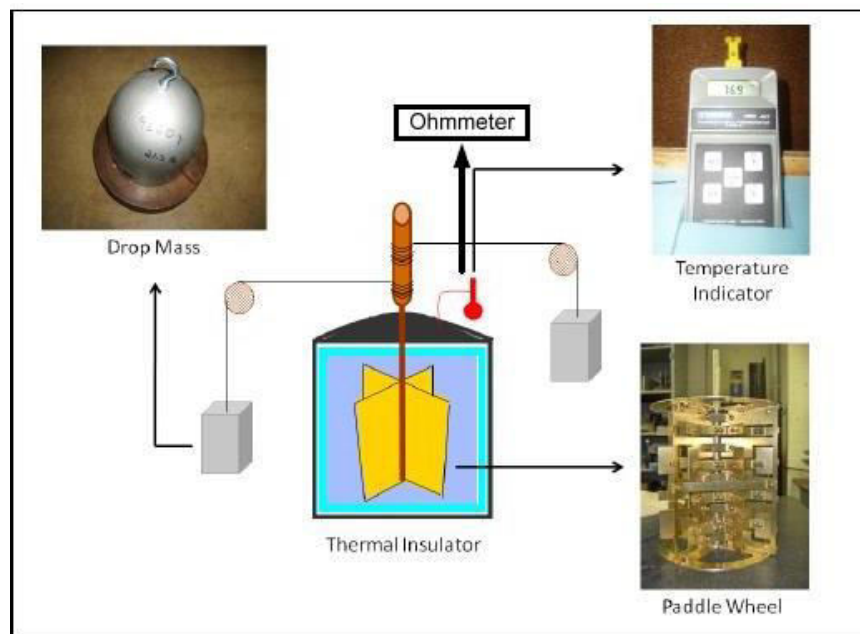 Ohmmeter
Drop Mass
169
Temperature
Indicator
Thermal Insulator
Paddle Wheel